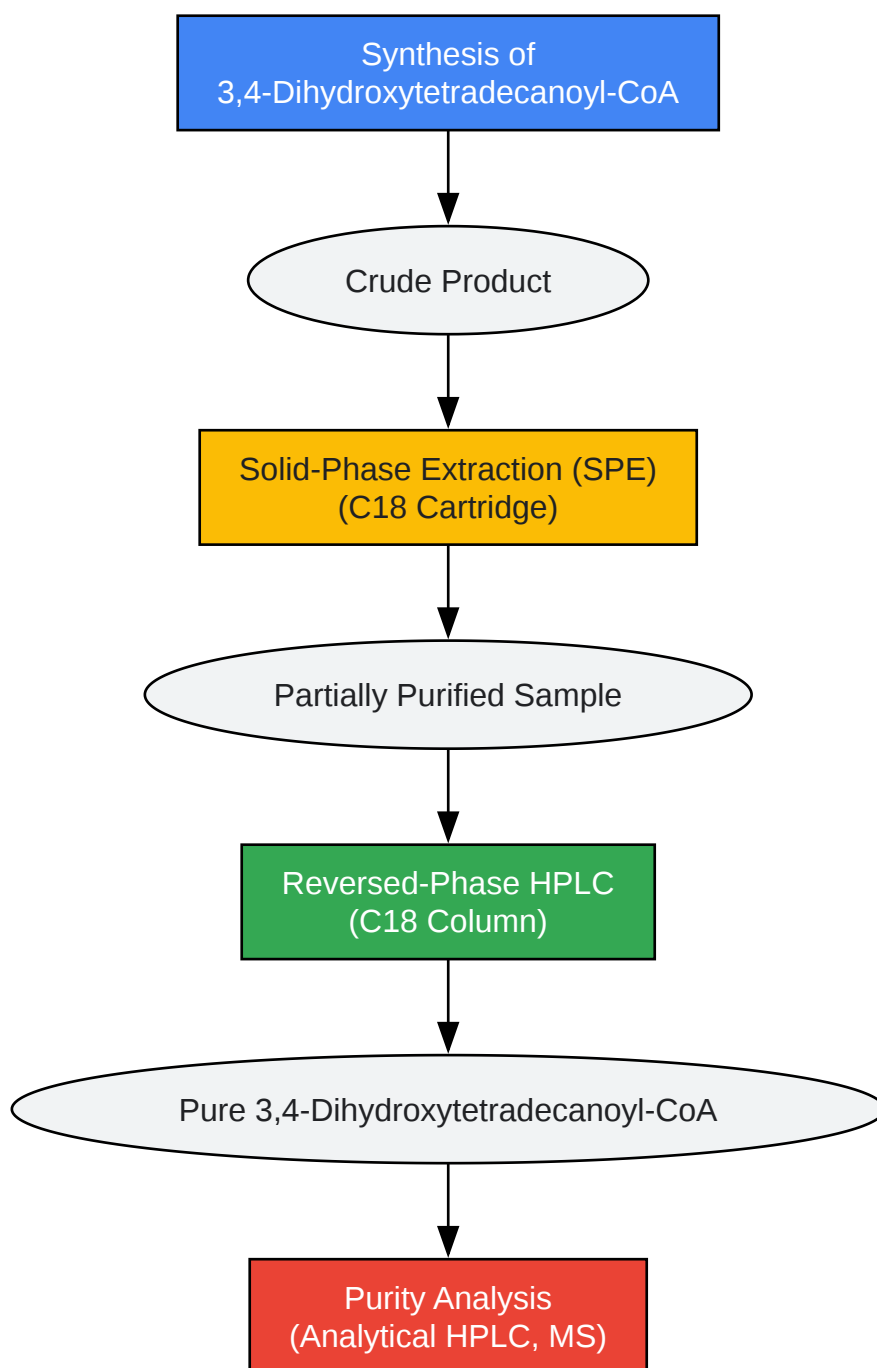 Synthesis of
3,4-Dihydroxytetradecanoyl-CoA
Crude Product
Solid-Phase Extraction (SPE)
(C18 Cartridge)
Partially Purified Sample
Reversed-Phase HPLC
(C18 Column)
Pure 3,4-Dihydroxytetradecanoyl-CoA
Purity Analysis
(Analytical HPLC, MS)